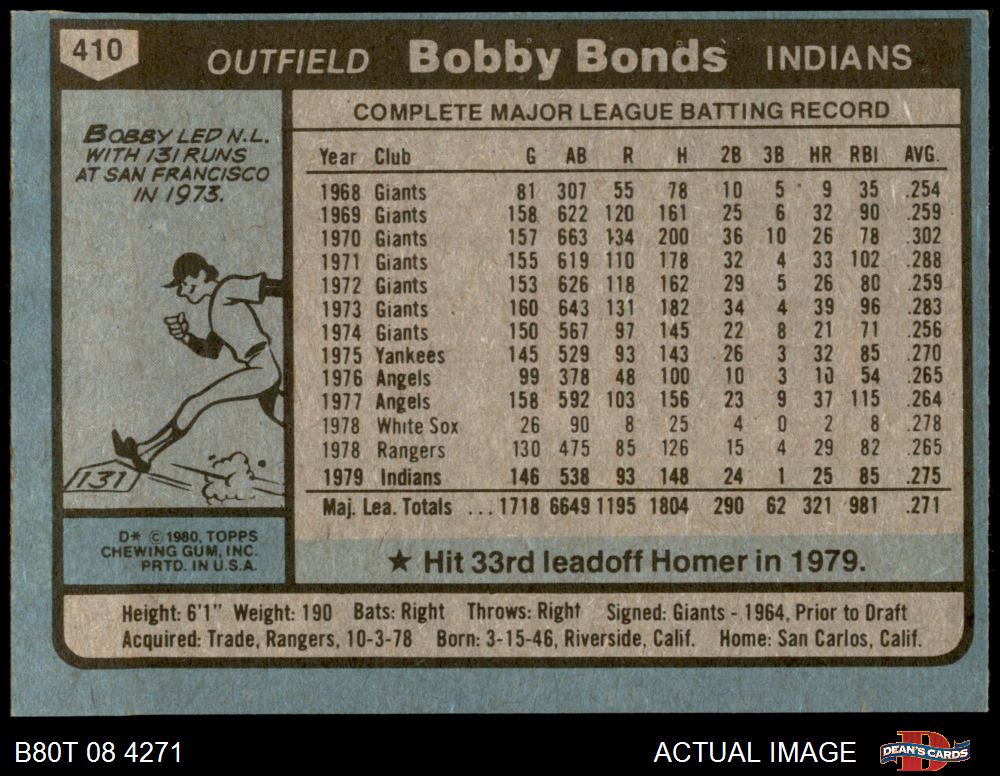 410 OUTFIELD Bobby Bonds INDIANS
BOBBY LED N.L.
WITH 131 RUNS
AT SAN FRANCISCO
IN 1973.
131
D* © 1980, TOPPS
CHEWING GUM, INC.
PRTD. IN U.S.A.
COMPLETE MAJOR LEAGUE BATTING RECORD
Year Club G AB R H 2B 3B HR RBI AVG.
1968 Giants 81 307 55 78 10 5 9 35 .254
1969 Giants 158 622 120 161 25 6 32 90 .259
1970 Giants 157 663 134 200 36 10 26 78 .302
1971 Giants 155 619 110 178 32 4 33 102 .288
1972 Giants 153 626 118 162 29 5 26 80 .259
1973 Giants 160 643 131 182 34 4 39 96 .283
1974 Giants 150 567 97 145 22 8 21 71 .256
1975 Yankees 145 529 93 143 26 3 32 85 .270
1976 Angels 99 378 48 100 10 3 10 54 .265
1977 Angels 158 592 103 156 23 9 37 115 .264
1978 White Sox 26 90 8 25 4 0 2 8 .278
1978 Rangers 130 475 85 126 15 4 29 82 .265
1979 Indians 146 538 93 148 24 1 25 85 .275
Maj. Lea. Totals ... 1718 6649 1195 1804 290 62 321 981 .271
★ Hit 33rd leadoff Homer in 1979.
Height: 6'1" Weight: 190 Bats: Right Throws: Right Signed: Giants - 1964, Prior to Draft
Acquired: Trade, Rangers, 10-3-78 Born: 3-15-46, Riverside, Calif. Home: San Carlos, Calif.
B80T 08 4271 ACTUAL IMAGE DEAN'S CARDS